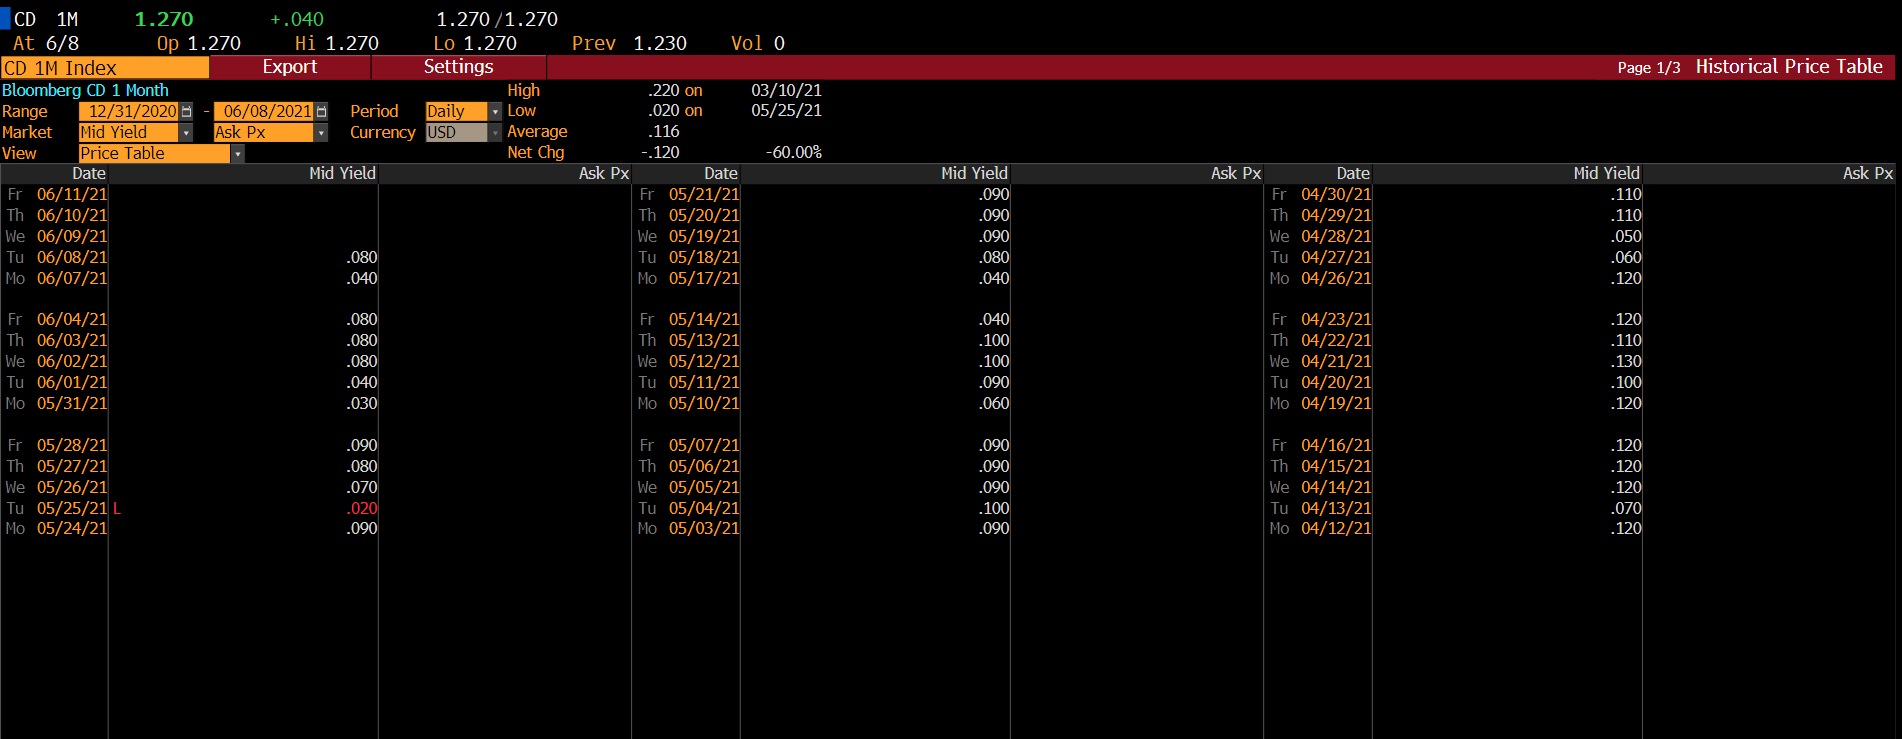 CD 1M 1.270 +.040 1.270 /1.270
At 6/8 Op 1.270 Hi 1.270 Lo 1.270 Prev 1.230 Vol 0
CD 1M Index Export Settings Page 1/3 Historical Price Table
Bloomberg CD 1 Month High .220 on 03/10/21
Range 12/31/2020 - 06/08/2021 Period Daily Low .020 on 05/25/21
Market Mid Yield Ask Px Currency USD Average .116
View Price Table Net Chg -.120 -60.00%
Date Mid Yield Ask Px Date Mid Yield Ask Px Date Mid Yield Ask Px
Fr 06/11/21 Fr 05/21/21 .090 Fr 04/30/21 .110
Th 06/10/21 Th 05/20/21 .090 Th 04/29/21 .110
We 06/09/21 We 05/19/21 .090 We 04/28/21 .050
Tu 06/08/21 .080 Tu 05/18/21 .080 Tu 04/27/21 .060
Mo 06/07/21 .040 Mo 05/17/21 .040 Mo 04/26/21 .120
Fr 06/04/21 .080 Fr 05/14/21 .040 Fr 04/23/21 .120
Th 06/03/21 .080 Th 05/13/21 .100 Th 04/22/21 .110
We 06/02/21 .080 We 05/12/21 .100 We 04/21/21 .130
Tu 06/01/21 .040 Tu 05/11/21 .090 Tu 04/20/21 .100
Mo 05/31/21 .030 Mo 05/10/21 .060 Mo 04/19/21 .120
Fr 05/28/21 .090 Fr 05/07/21 .090 Fr 04/16/21 .120
Th 05/27/21 .080 Th 05/06/21 .090 Th 04/15/21 .120
We 05/26/21 .070 We 05/05/21 .090 We 04/14/21 .120
Tu 05/25/21 L .020 Tu 05/04/21 .100 Tu 04/13/21 .070
Mo 05/24/21 .090 Mo 05/03/21 .090 Mo 04/12/21 .120